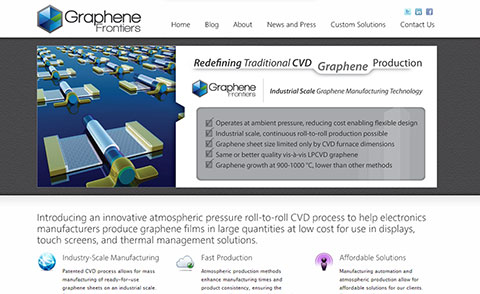 Graphene
Frontiers
Home Blog About News and Press Custom Solutions Contact Us
Redefining Traditional CVD Graphene Production
Graphene
Frontiers
Industrial Scale Graphene Manufacturing Technology
Operates at ambient pressure, reducing cost enabling flexible design
Industrial scale, continuous roll-to-roll production possible
Graphene sheet size limited only by CVD furnace dimensions
Same or better quality vis-à-vis LPCVD graphene
Graphene growth at 900-1000 °C, lower than other methods
Introducing an innovative atmospheric pressure roll-to-roll CVD process to help electronics
manufacturers produce graphene films in large quantities at low cost for use in displays,
touch screens, and thermal management solutions.
Industry-Scale Manufacturing
Patented CVD process allows for mass
manufacturing of ready-for-use
graphene sheets on an industrial scale.
Fast Production
Atmospheric production methods
enhance manufacturing times and
product consistency, ensuring the
Affordable Solutions
Manufacturing automation and
atmospheric production allow for
affordable solutions for our clients.